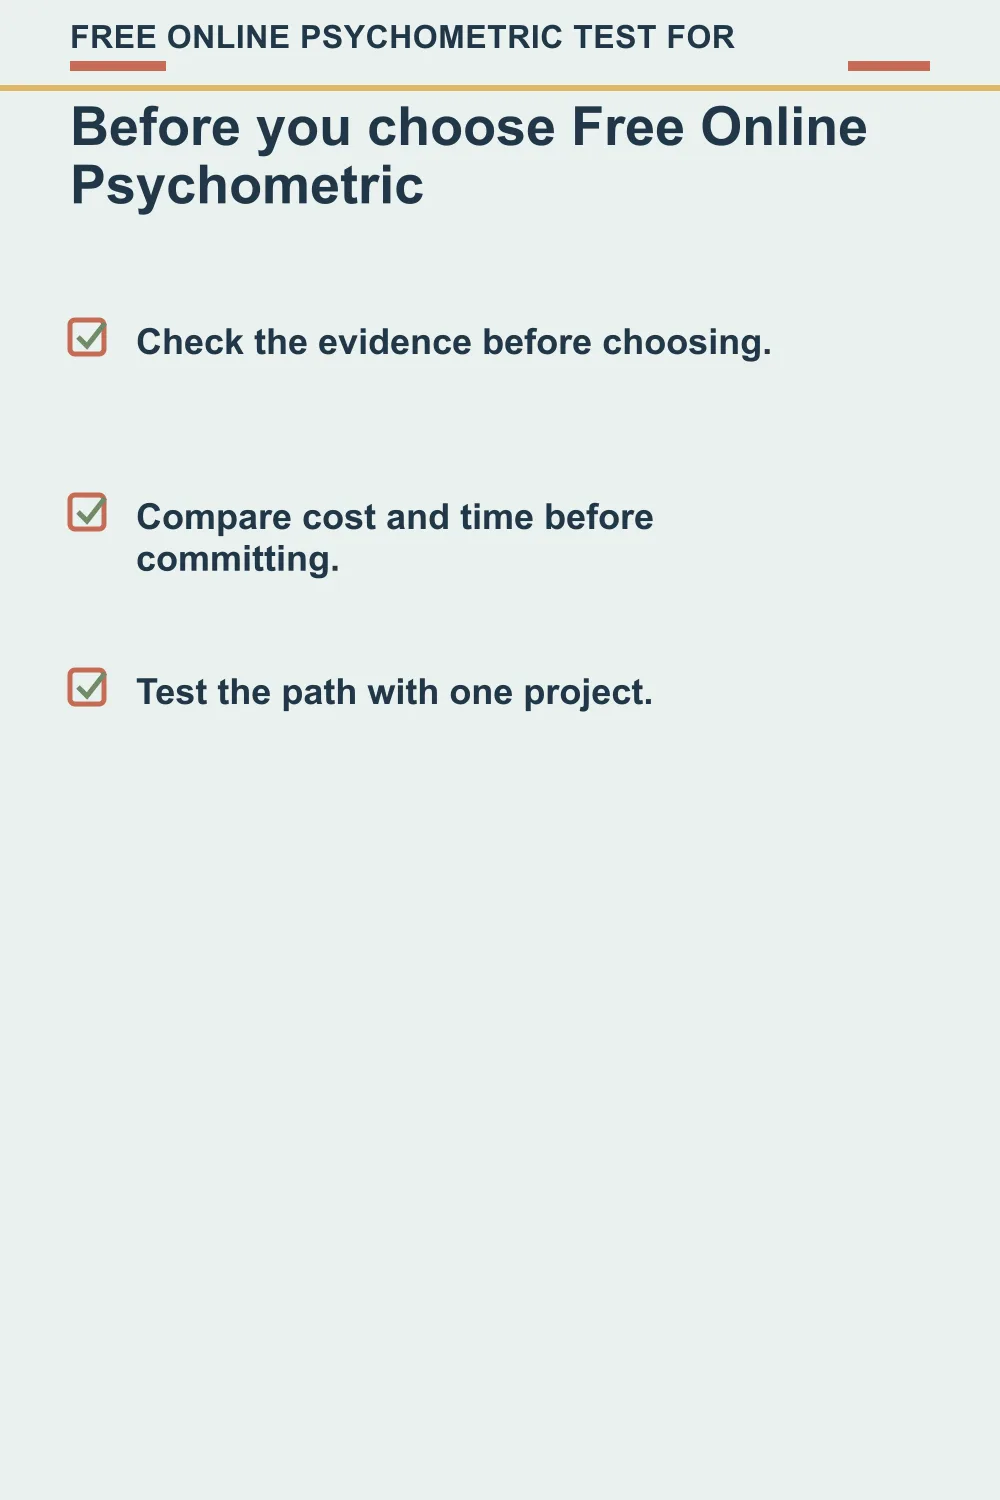 FREE ONLINE PSYCHOMETRIC TEST FOR
Before you choose Free Online
Psychometric
Check the evidence before choosing.
Compare cost and time before
committing.
Test the path with one project.